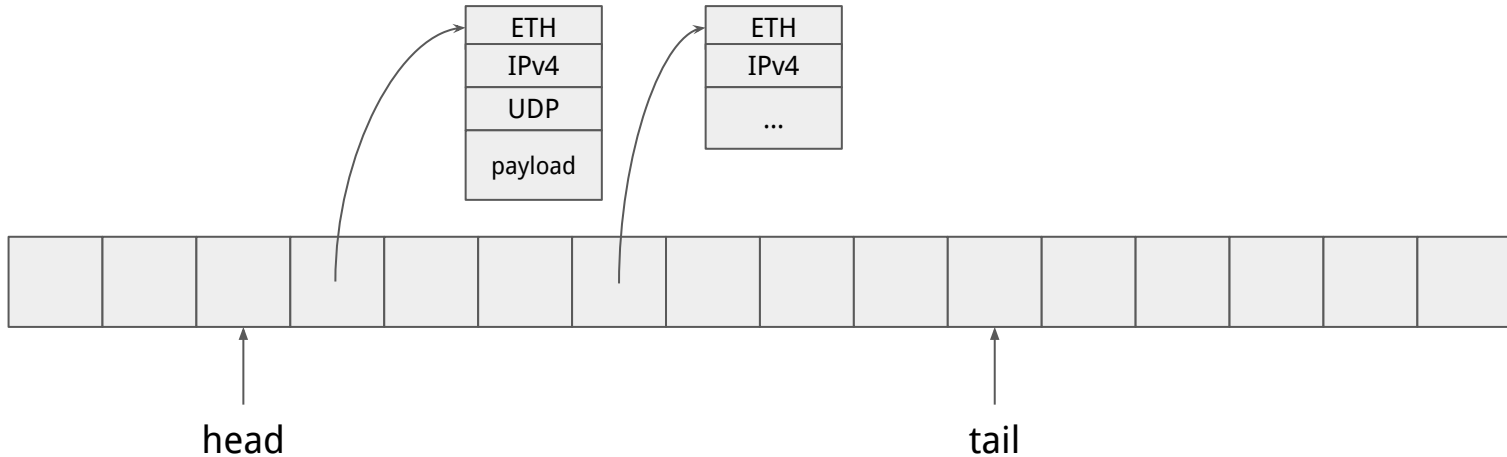 ETH
IPv4
UDP
payload
ETH
IPv4
...
head
tail